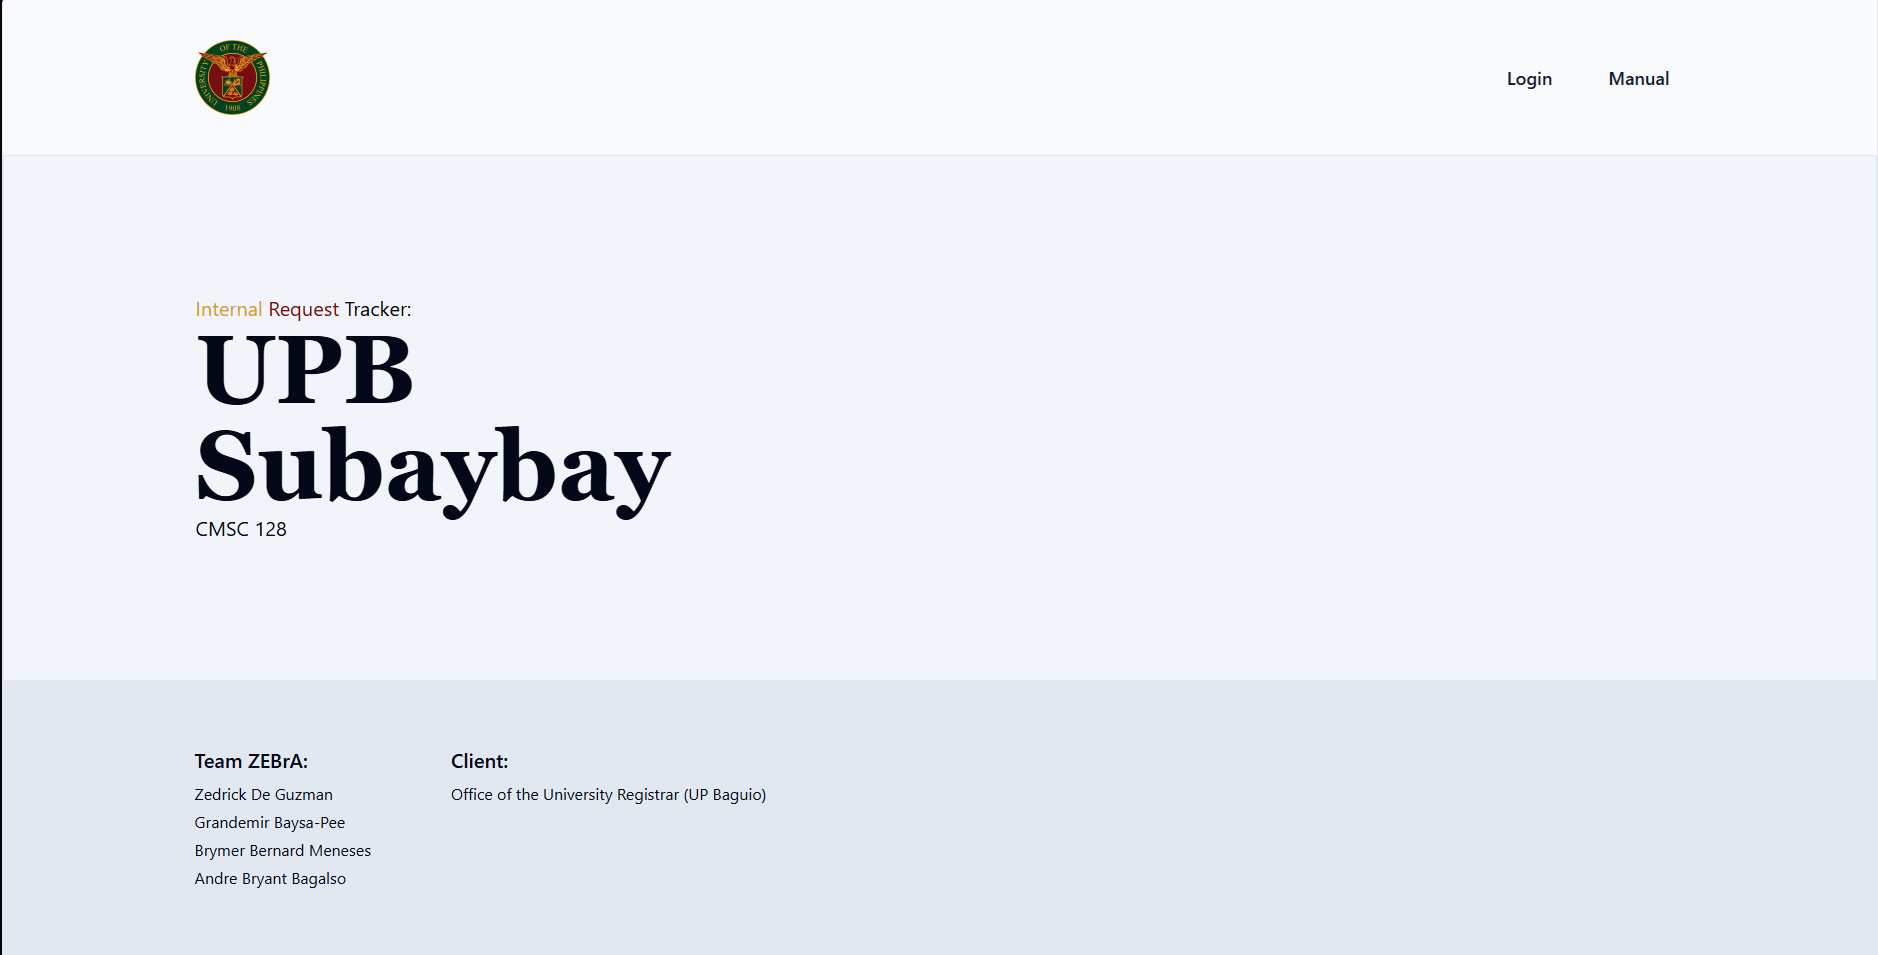 UNIVERSITY OF THE PHILIPPINES
1908
Login
Manual
Internal Request Tracker:
UPB
Subaybay
CMSC 128
Team ZEBrA:
Zedrick De Guzman
Grandemir Baysa-Pee
Brymer Bernard Meneses
Andre Bryant Bagalso
Client:
Office of the University Registrar (UP Baguio)